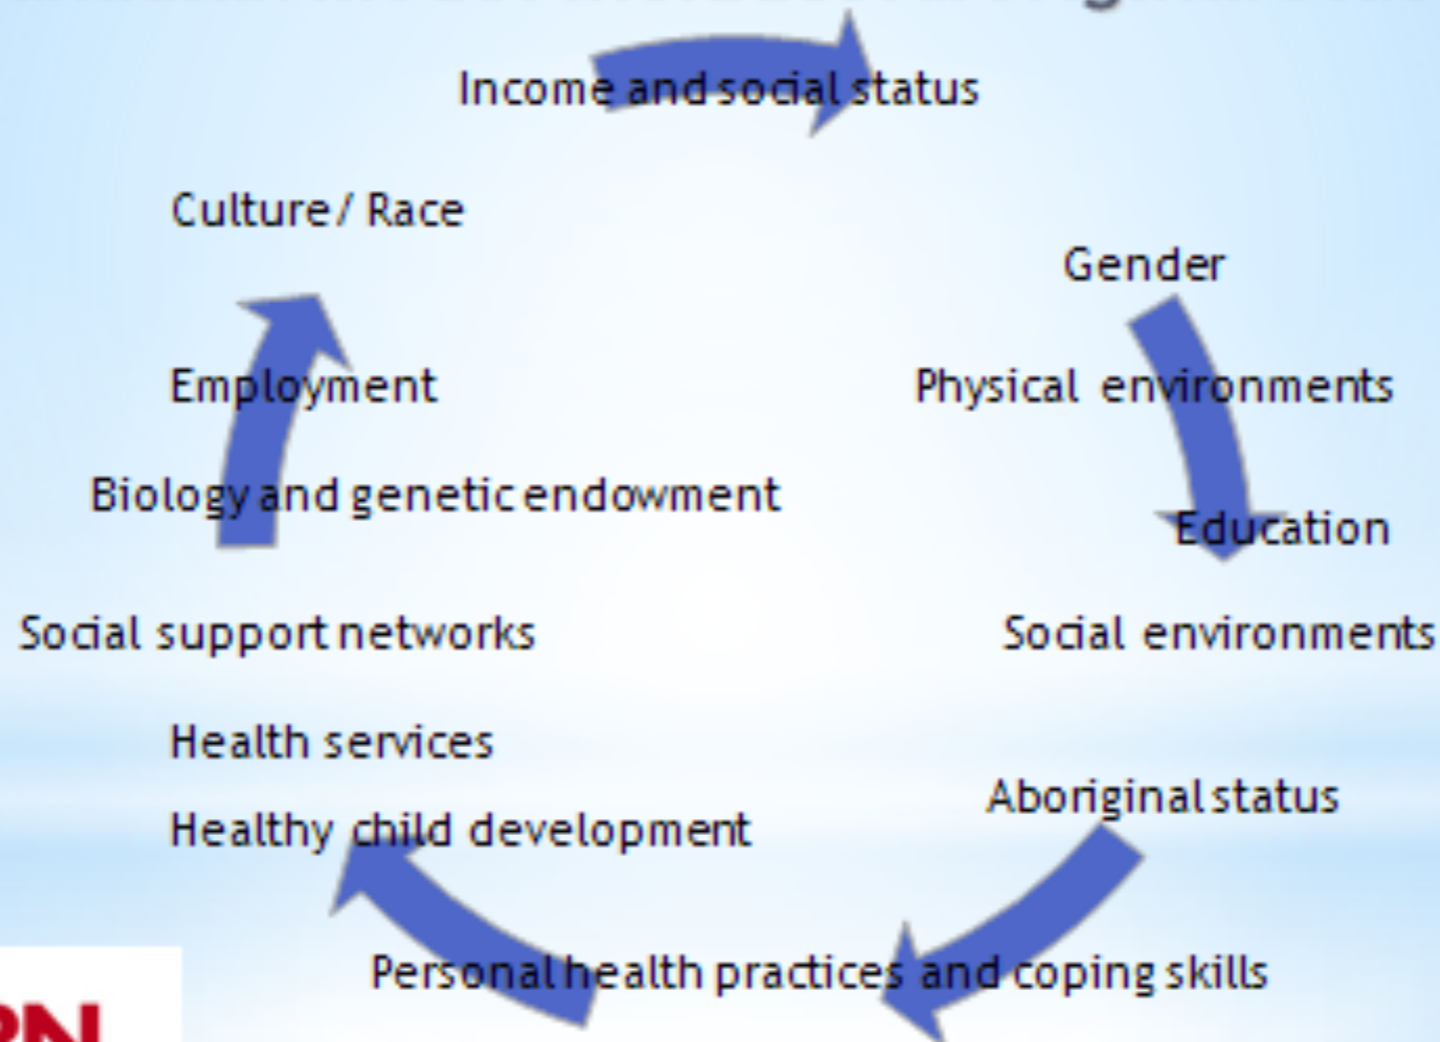 Income and social status
Culture/ Race
Gender
Employment
Physical environments
Biology and genetic endowment
Education
Social support networks
Social environments
Health services
Aboriginal status
Healthy child development
Personal health practices and coping skills